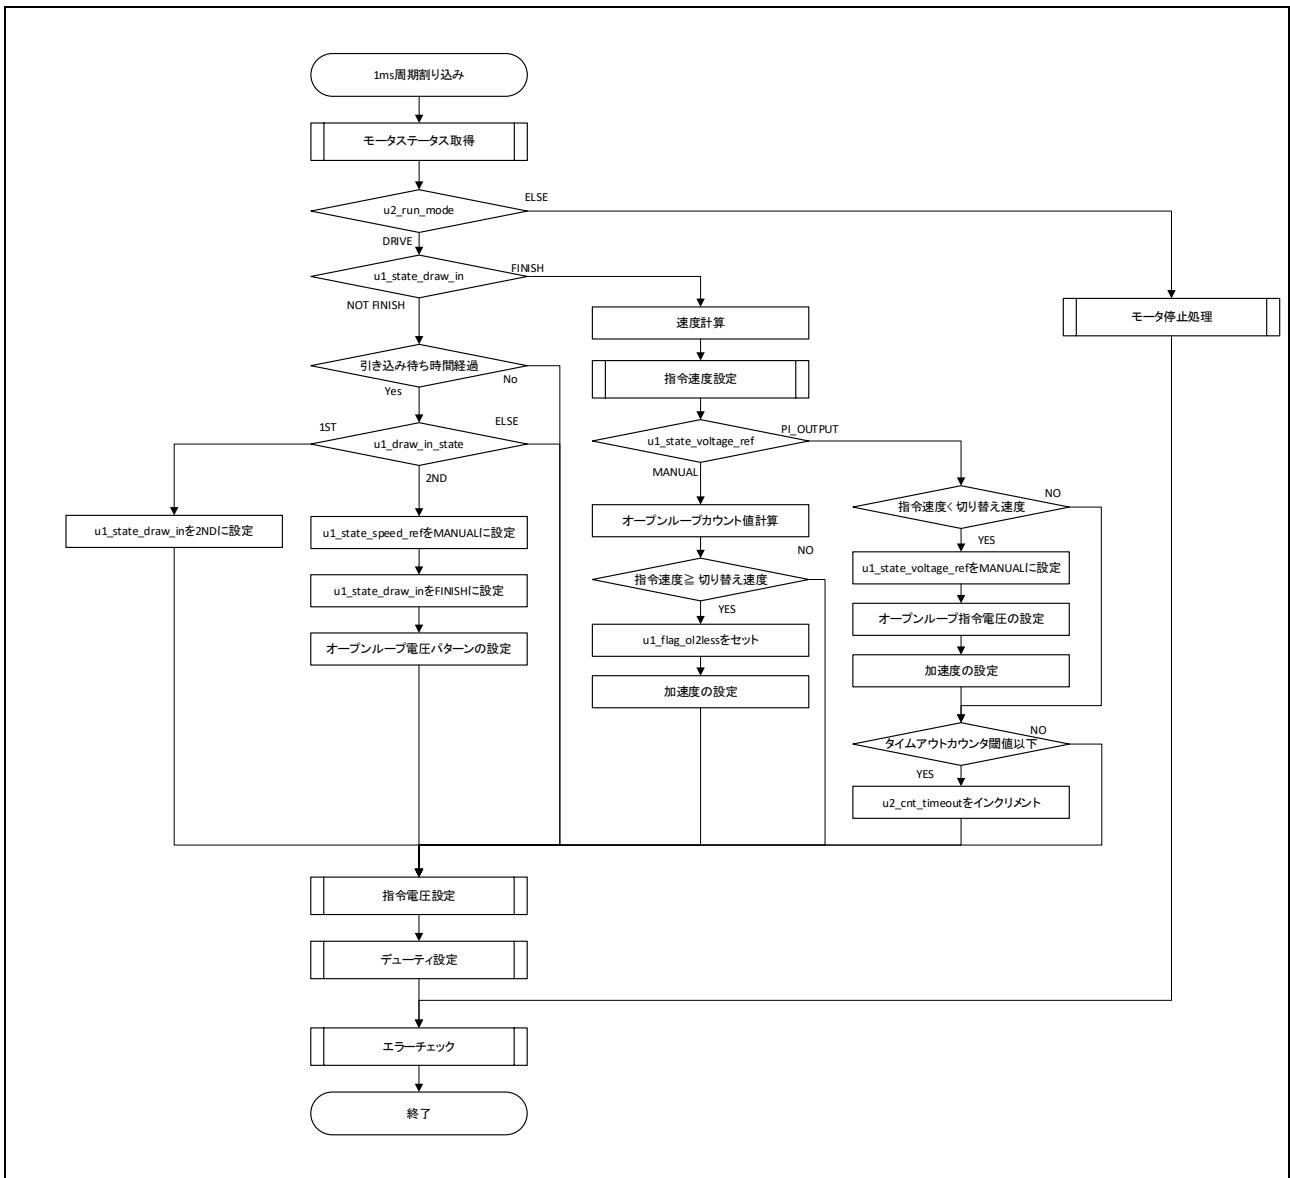 1ms周期割り込み
モータステータス取得
u2_run_mode
ELSE
DRIVE
u1_state_draw_in
FINISH
NOT FINISH
速度計算
モータ停止処理
引き込み待ち時間経過
No
Yes
指令速度設定
1ST
u1_draw_in_state
ELSE
2ND
u1_state_voltage_ref
PI_OUTPUT
MANUAL
指令速度< 切り替え速度
NO
YES
u1_state_draw_inを2NDに設定
u1_state_speed_refをMANUALに設定
オープンループカウント値計算
NO
u1_state_voltage_refをMANUALに設定
u1_state_draw_inをFINISHに設定
指令速度≧ 切り替え速度
YES
オープンループ指令電圧の設定
オープンループ電圧パターンの設定
u1_flag_ol2lessをセット
加速度の設定
加速度の設定
タイムアウトカウンタ閾値以下
NO
YES
u2_cnt_timeoutをインクリメント
指令電圧設定
デューティ設定
エラーチェック
終了